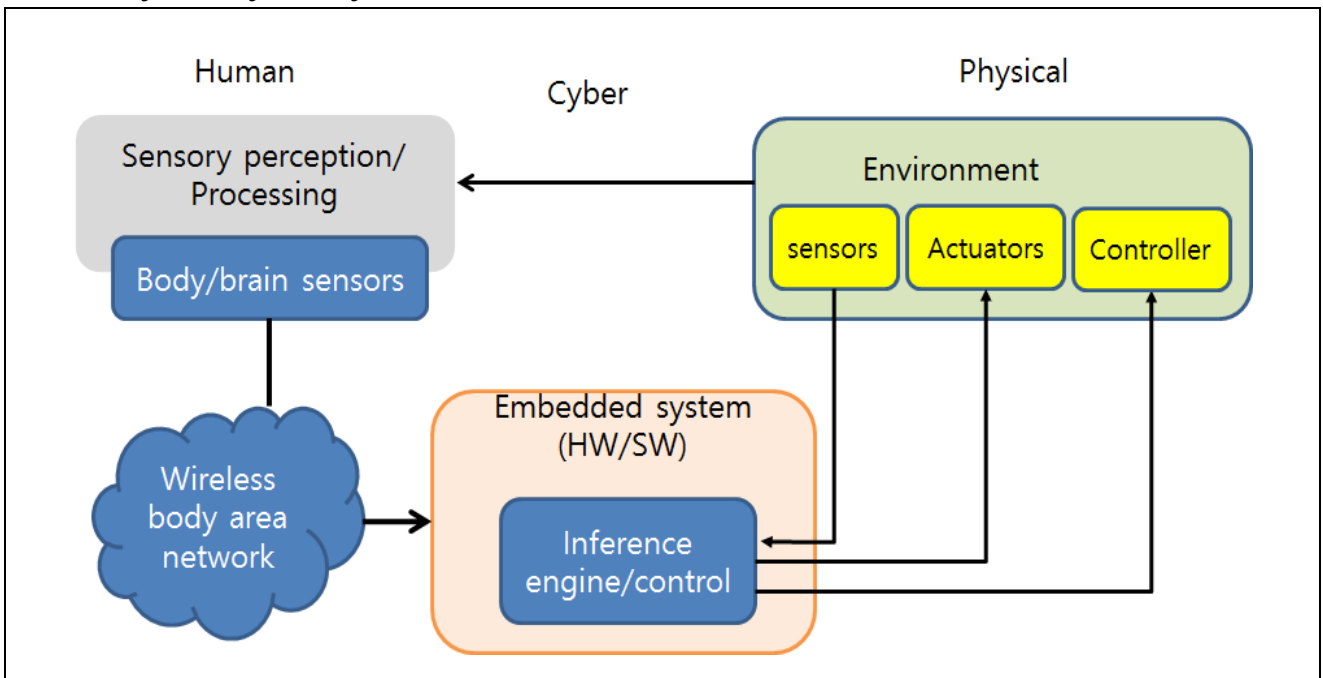 Human
Cyber
Physical
Sensory perception/
Processing
Body/brain sensors
Environment
sensors
Actuators
Controller
Wireless
body area
network
Embedded system
(HW/SW)
Inference
engine/control